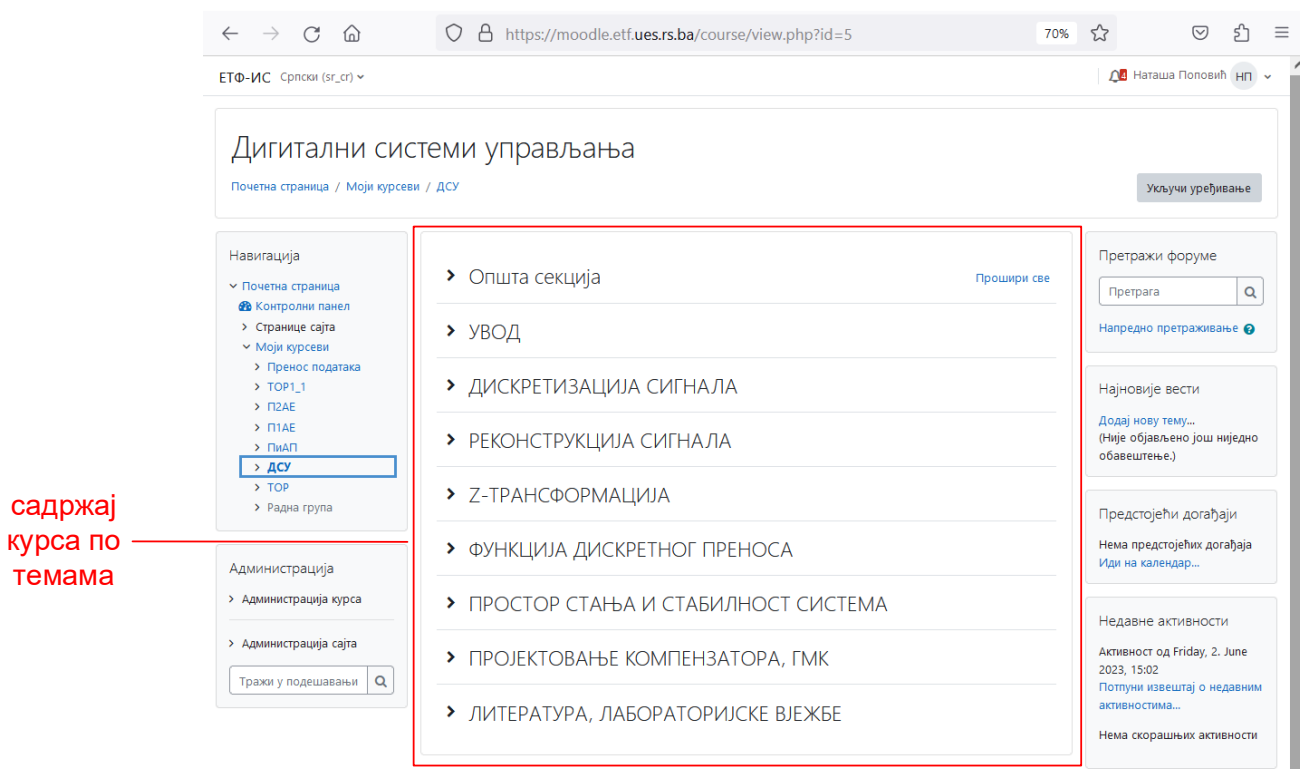 https://moodle.etf.ues.rs.ba/course/view.php?id=5
70%
ЕТФ-ИС Српски (sr_cr)
4 Наташа Поповић НП
Дигитални системи управљања
Почетна страница / Моји курсеви / ДСУ
Укључи уређивање
Навигација
Почетна страница
Контролни панел
Странице сајта
Моји курсеви
Пренос података
ТОР1_1
П2АЕ
П1АЕ
ПиАП
ДСУ
ТОР
Радна група
Администрација
Администрација курса
Администрација сајта
Тражи у подешавањи
садржај
курса по
темама
Општа секција
Прошири све
УВОД
ДИСКРЕТИЗАЦИЈА СИГНАЛА
РЕКОНСТРУКЦИЈА СИГНАЛА
Z-ТРАНСФОРМАЦИЈА
ФУНКЦИЈА ДИСКРЕТНОГ ПРЕНОСА
ПРОСТОР СТАЊА И СТАБИЛНОСТ СИСТЕМА
ПРОЈЕКТОВАЊЕ КОМПЕНЗАТОРА, ГМК
ЛИТЕРАТУРА, ЛАБОРАТОРИЈСКЕ ВЈЕЖБЕ
Претражи форуме
Претрага
Напредно претраживање
Најновије вести
Додај нову тему...
(Није објављено још ниједно
обавештење.)
Предстојећи догађаји
Нема предстојећих догађаја
Иди на календар...
Недавне активности
Активност од Friday, 2. June
2023, 15:02
Потпуни извештај о недавним
активностима...
Нема скорашњих активности